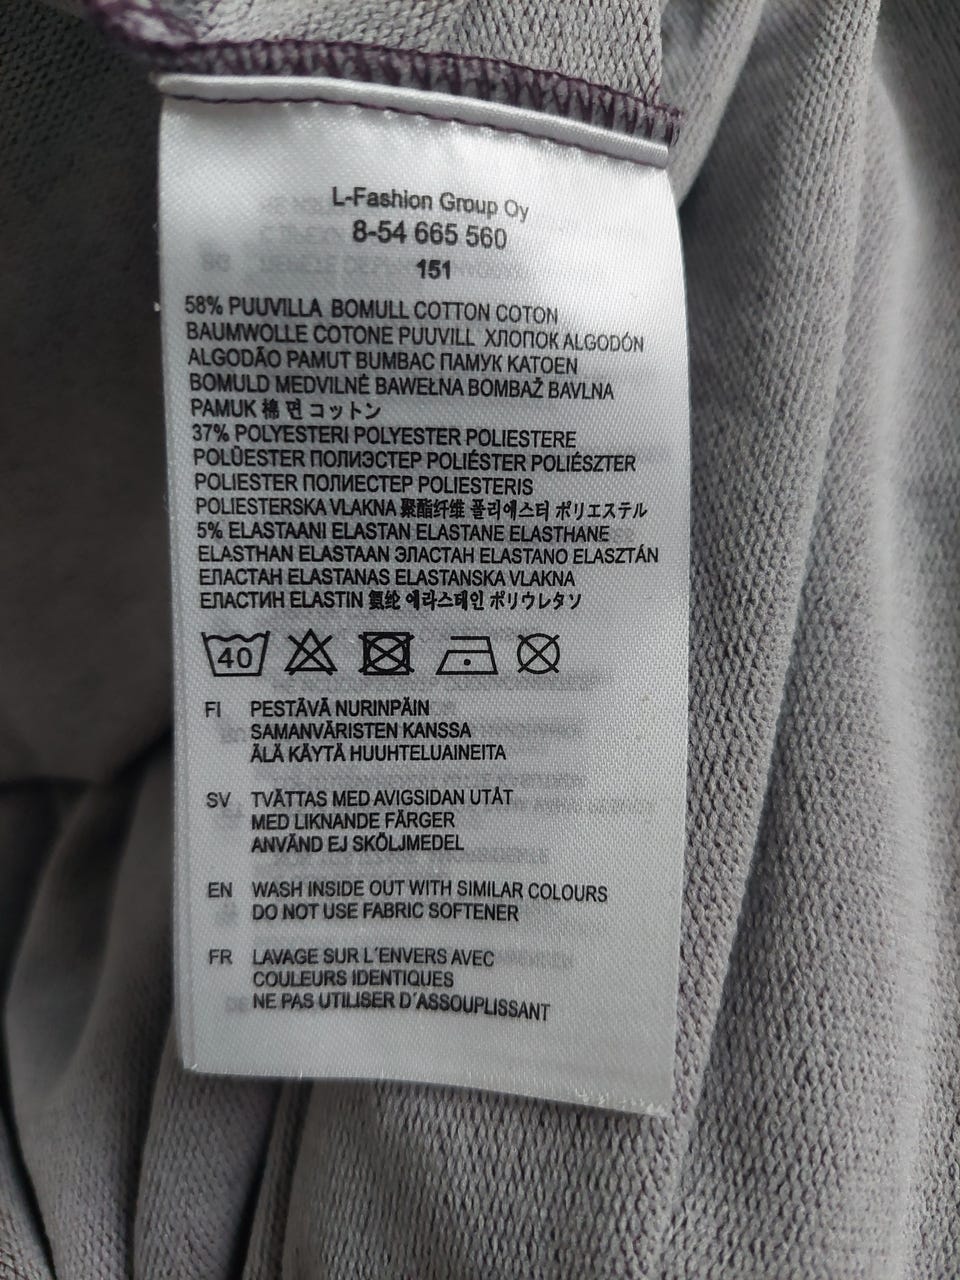 L-Fashion Group Oy
8-54 665 560
151
58% PUUVILLA BOMULL COTTON COTON
BAUMWOLLE COTONE PUUVILL ХЛОПОК ALGODÓN
ALGODÃO PAMUT BUMBAC ПАМУК KATOEN
BOMULD MEDVILNĖ BAWEŁNA BOMBAŽ BAVLNA
PAMUK 棉 면 コットン
37% POLYESTERI POLYESTER POLIESTERE
POLÜESTER ПОЛИЭСТЕР POLIÉSTER POLIÉSZTER
POLIESTER ПОЛИЕСТЕР POLIESTERIS
POLIESTERSKA VLAKNA 聚酯纤维 폴리에스터 ポリエステル
5% ELASTAANI ELASTAN ELASTANE ELASTHANE
ELASTHAN ELASTAAN ЭЛАСТАН ELASTANO ELASZTÁN
ЕЛАСТАН ELASTANAS ELASTANSKA VLAKNA
ЕЛАСТИН ELASTIN 氨纶 에라스테인 ポリウレタソ
40
FI PESTÄVÄ NURINPÄIN
SAMANVÄRISTEN KANSSA
ÄLÄ KÄYTÄ HUUHTELUAINEITA
SV TVÄTTAS MED AVIGSIDAN UTÅT
MED LIKNANDE FÄRGER
ANVÄND EJ SKÖLJMEDEL
EN WASH INSIDE OUT WITH SIMILAR COLOURS
DO NOT USE FABRIC SOFTENER
FR LAVAGE SUR L´ENVERS AVEC
COULEURS IDENTIQUES
NE PAS UTILISER D´ASSOUPLISSANT